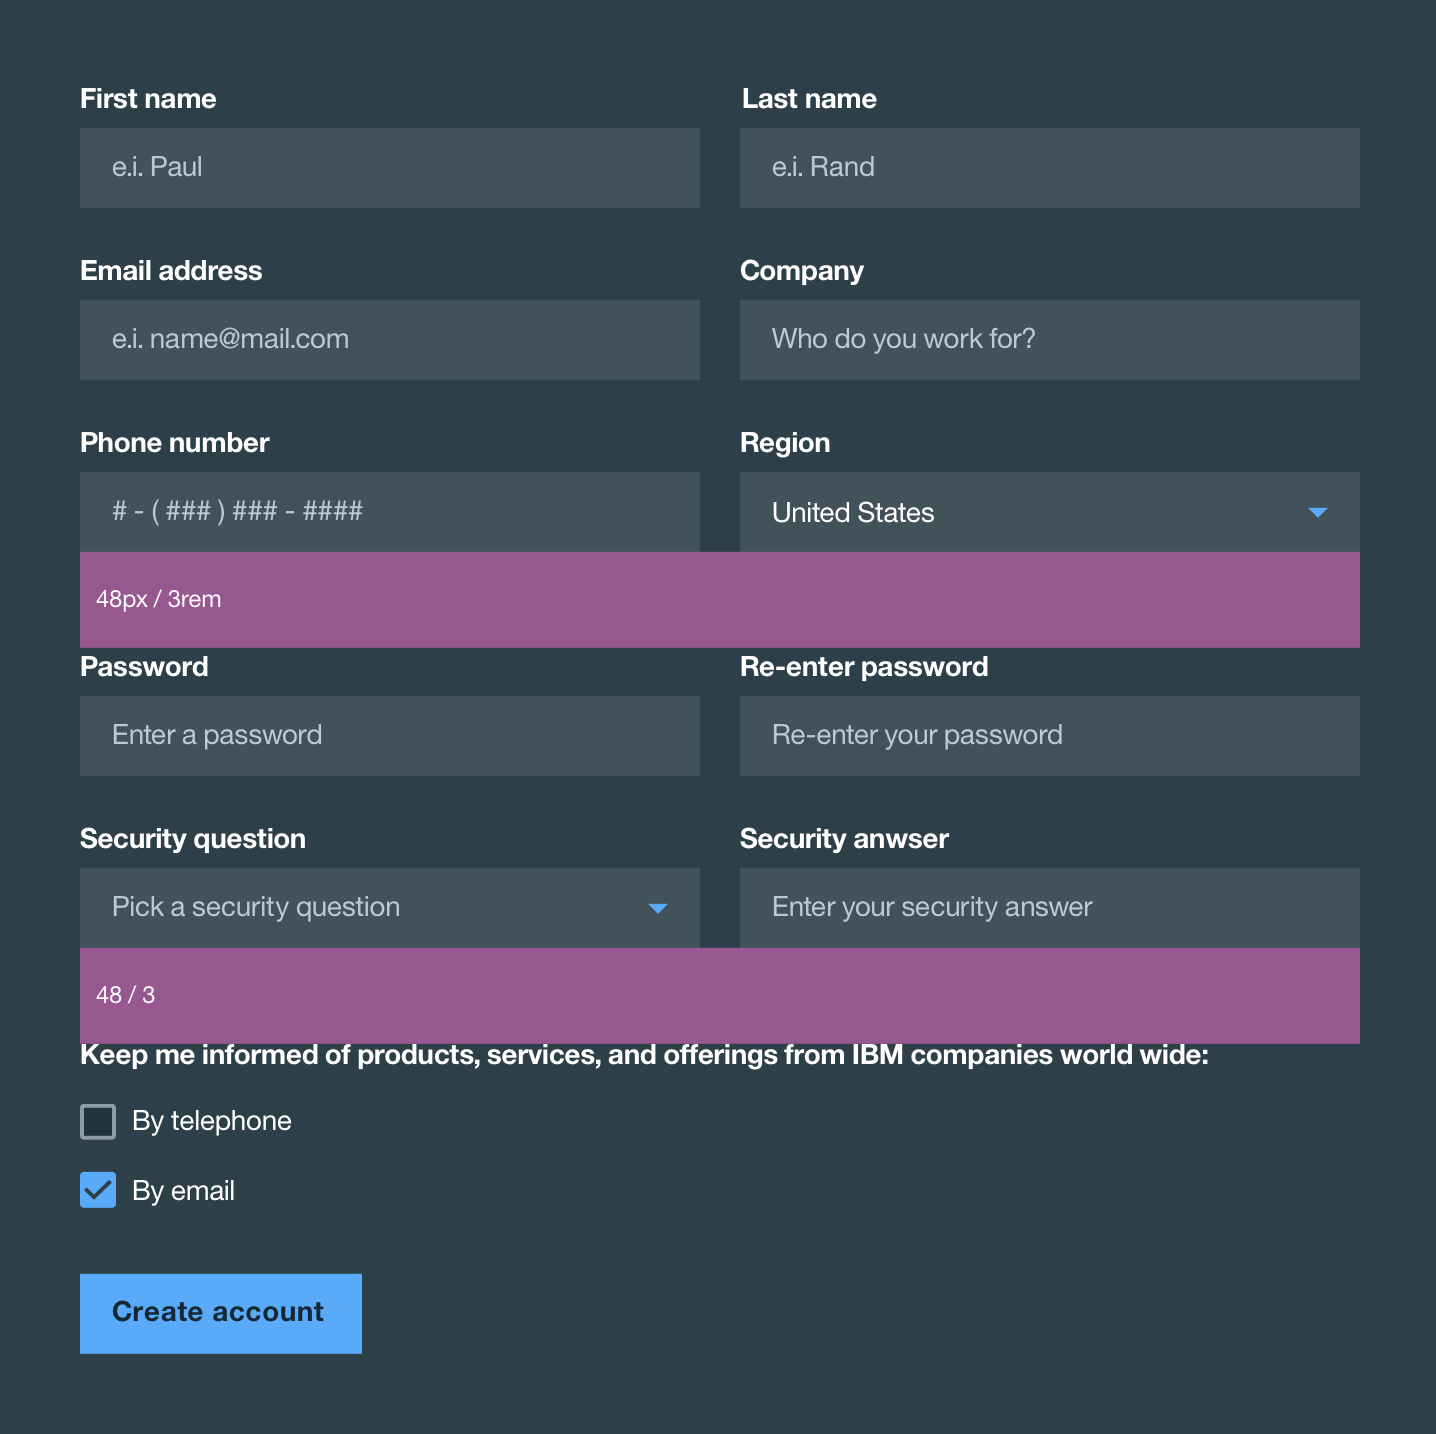 First name
Last name
e.i. Paul
e.i. Rand
Email address
Company
e.i. name@mail.com
Who do you work for?
Phone number
Region
# - ( ### ) ### - ####
United States
48px / 3rem
Password
Re-enter password
Enter a password
Re-enter your password
Security question
Security anwser
Pick a security question
Enter your security answer
48 / 3
Keep me informed of products, services, and offerings from IBM companies world wide:
By telephone
By email
Create account